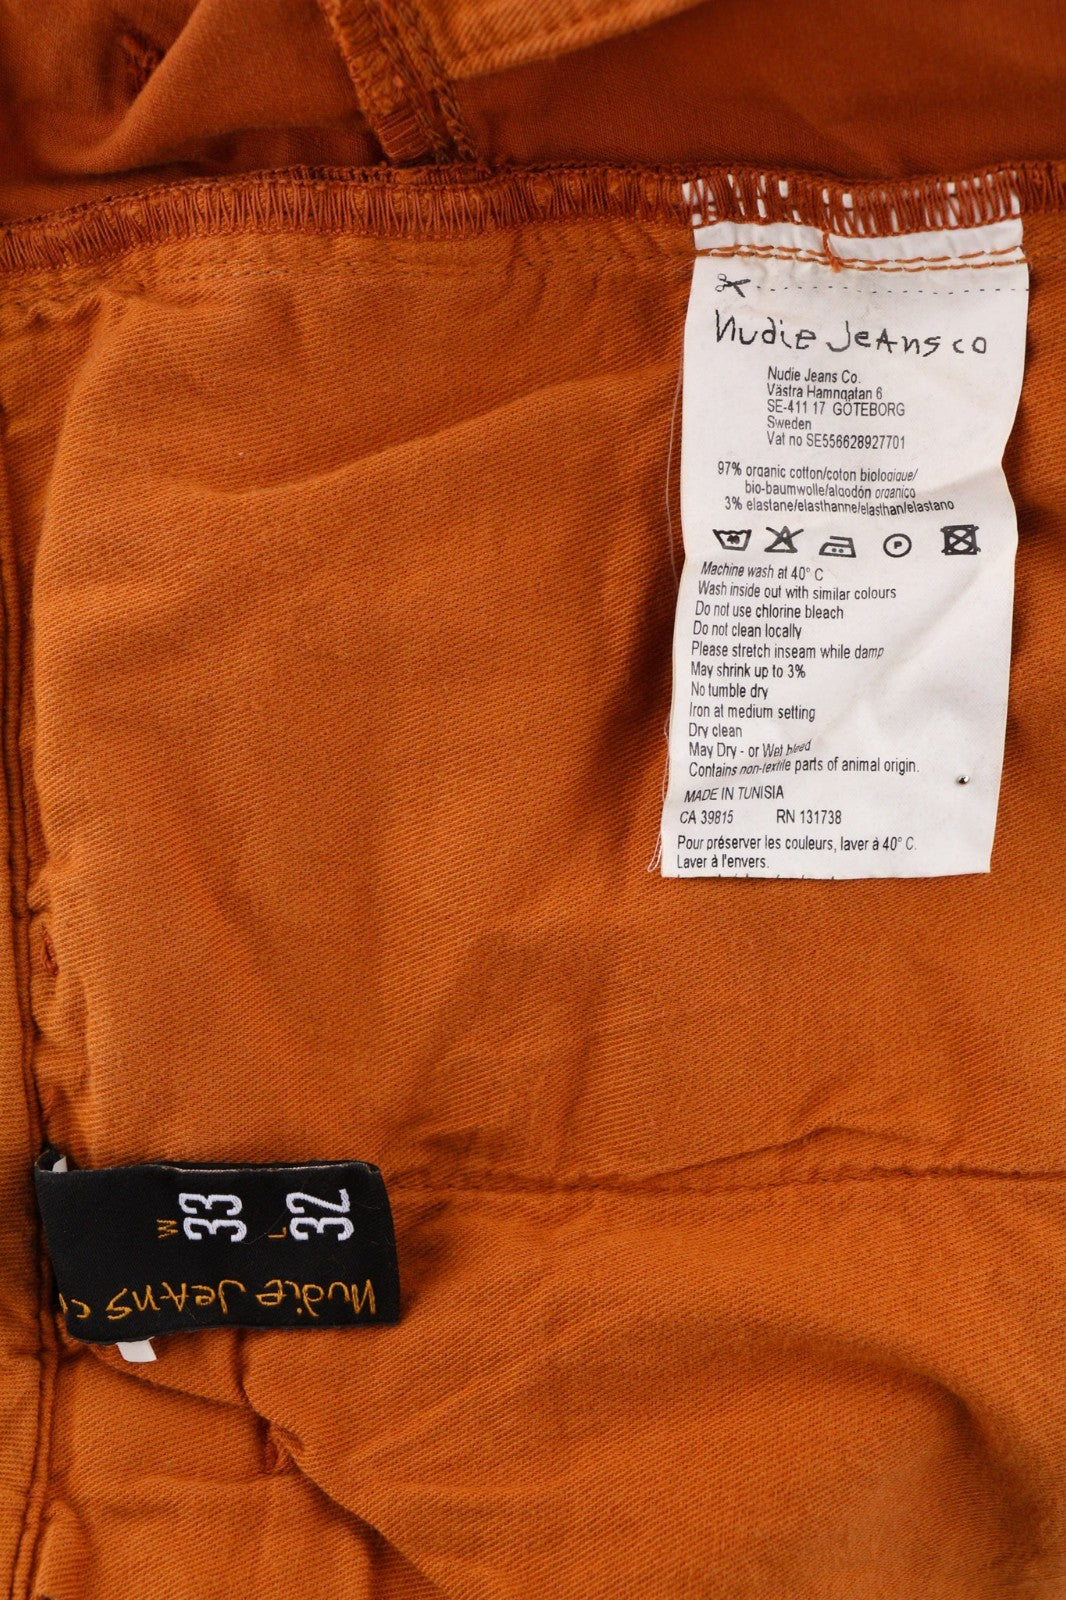 Nudie Jeans co
Nudie Jeans Co.
Västra Hamngatan 6
SE-411 17 GÖTEBORG
Sweden
Vat no SE556628927701
97% organic cotton/coton biologique/
bio-baumwolle/algodón orgánico
3% elastane/elasthanne/elasthan/elastano
40
P
Machine wash at 40° C
Wash inside out with similar colours
Do not use chlorine bleach
Do not clean locally
Please stretch inseam while damp
May shrink up to 3%
No tumble dry
Iron at medium setting
Dry clean
May Dry - or Wet bleed
Contains non-textile parts of animal origin.
MADE IN TUNISIA
CA 39815 RN 131738
Pour préserver les couleurs, laver à 40° C.
Laver à l'envers.
W 33
L 32
Nudie Jeans